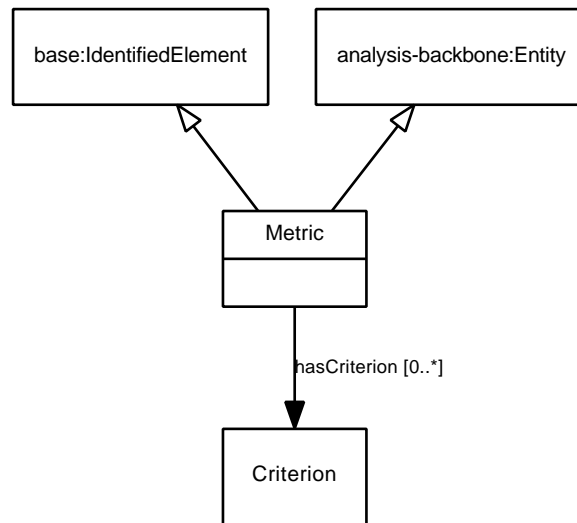 base:IdentifiedElement
analysis-backbone:Entity
Metric
hasCriterion [0..*]
Criterion